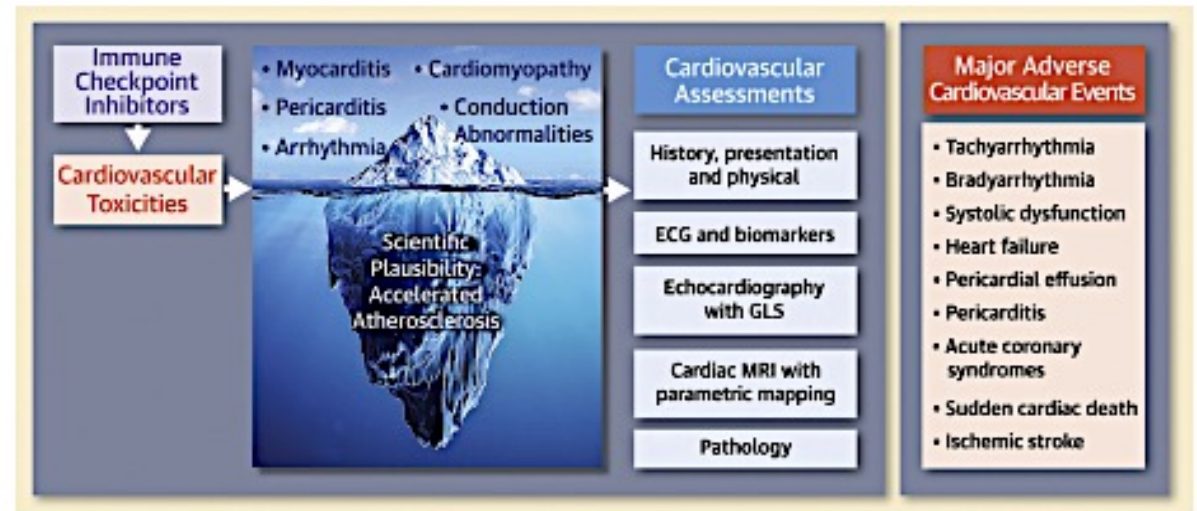 Immune
Checkpoint
Inhibitors
Cardiovascular
Toxicities
• Myocarditis • Cardiomyopathy
• Pericarditis • Conduction
Abnormalities
• Arrhythmia
Scientific
Plausibility:
Accelerated
Atherosclerosis
Cardiovascular
Assessments
History, presentation
and physical
ECG and biomarkers
Echocardiography
with GLS
Cardiac MRI with
parametric mapping
Pathology
Major Adverse
Cardiovascular Events
• Tachyarrhythmia
• Bradyarrhythmia
• Systolic dysfunction
• Heart failure
• Pericardial effusion
• Pericarditis
• Acute coronary
syndromes
• Sudden cardiac death
• Ischemic stroke